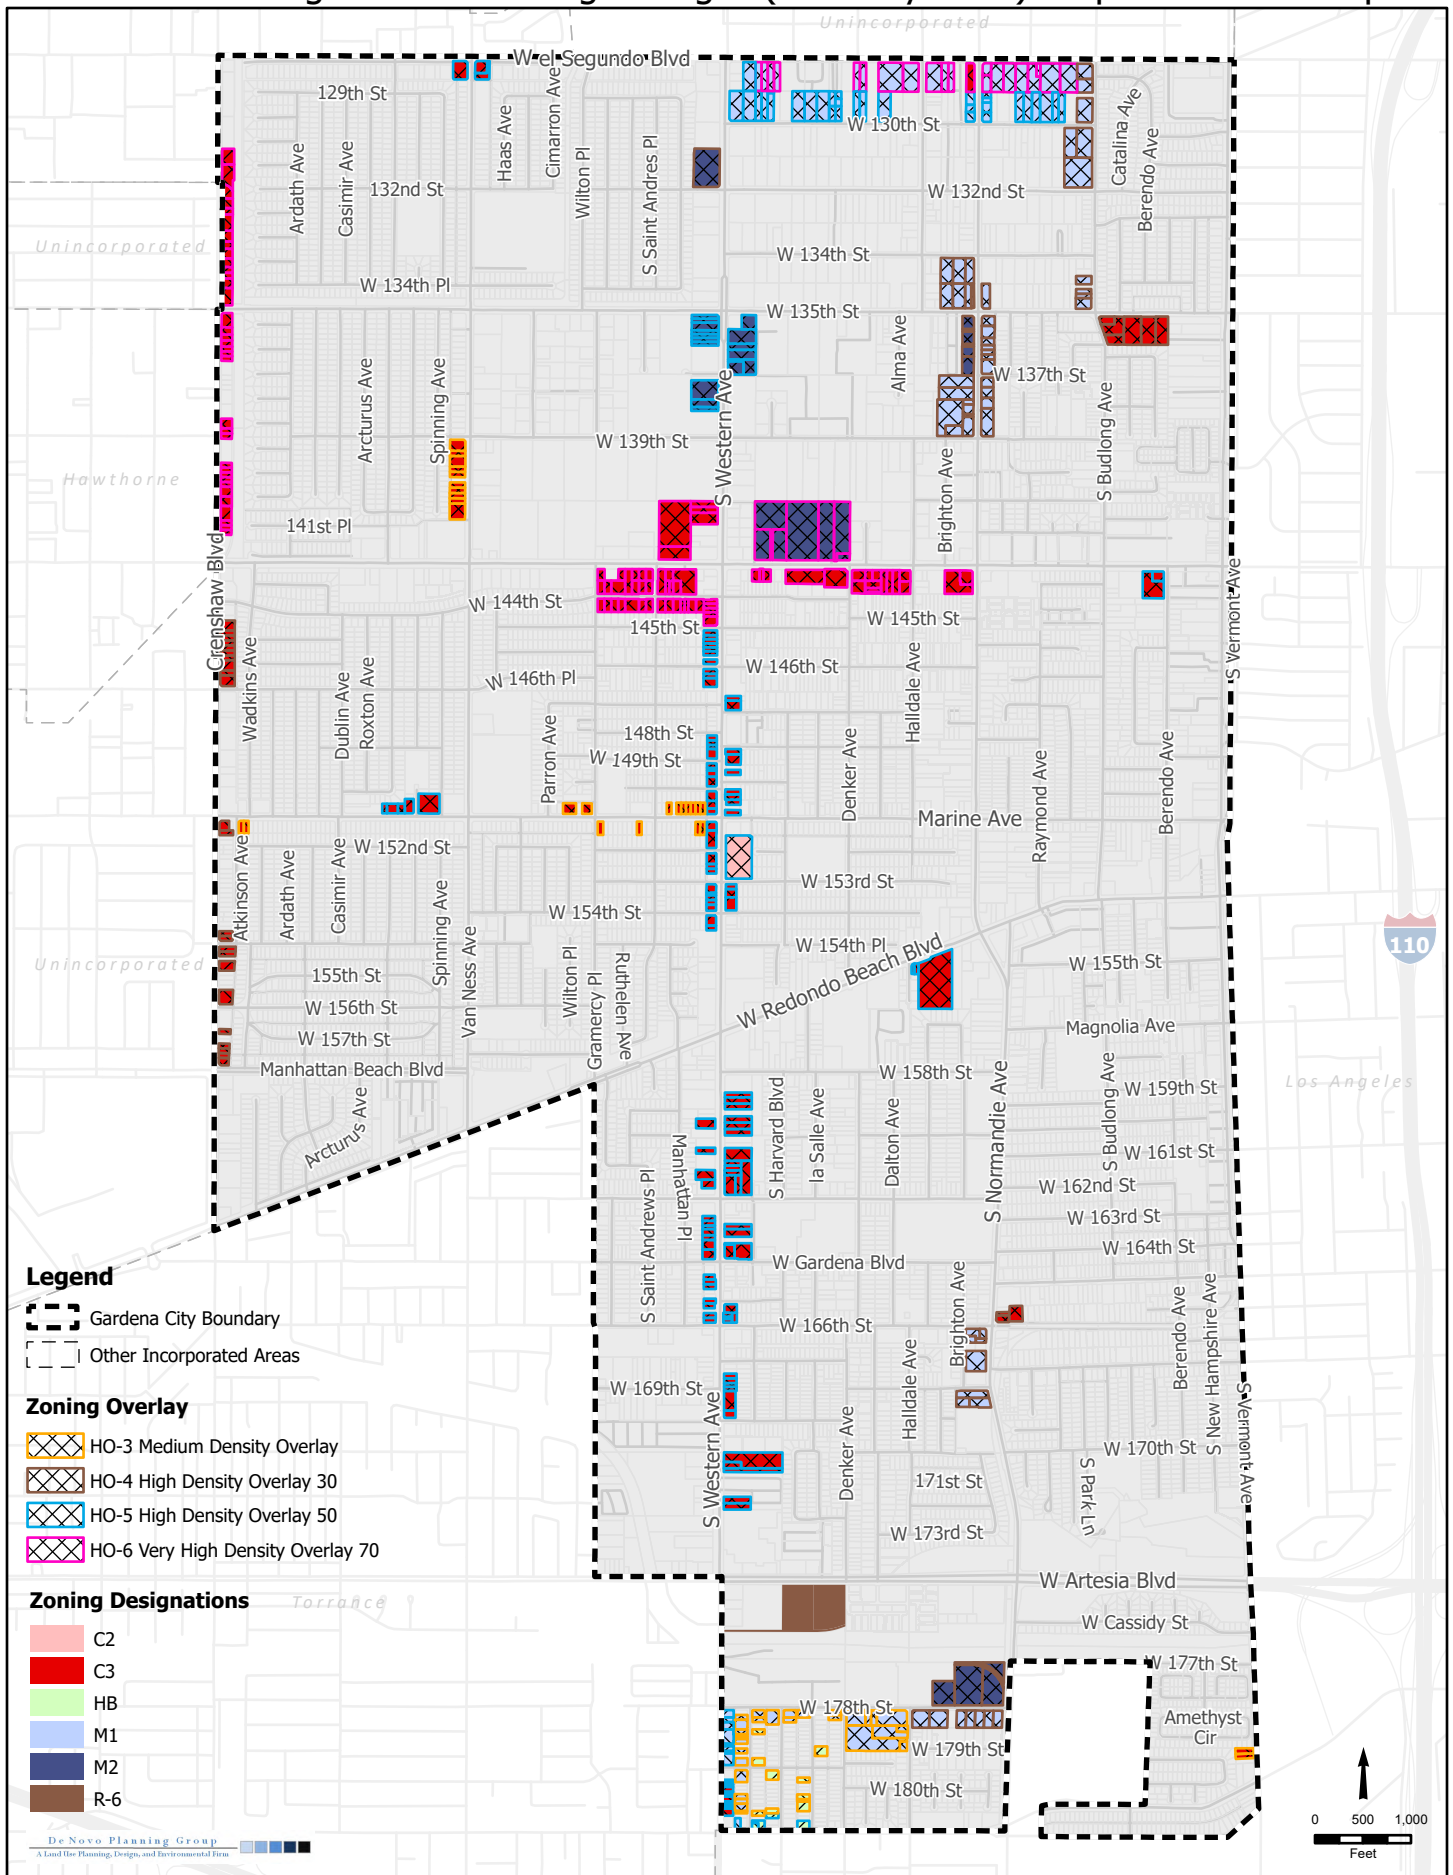 Unincorporated
W el Segundo Blvd
129th St
W 130th St
Catalina Ave
Berendo Ave
Haas Ave
Cimarron Ave
Wilton Pl
S Saint Andres Pl
Ardath Ave
Casimir Ave
132nd St
W 132nd St
Unincorporated
W 134th St
W 134th Pl
W 135th St
Alma Ave
W 137th St
Arcturus Ave
Spinning Ave
S Western Ave
S Budlong Ave
W 139th St
Hawthorne
Brighton Ave
141st Pl
Crenshaw Blvd
S Vermont Ave
W 144th St
145th St
W 145th St
Wadkins Ave
W 146th St
W 146th Pl
Dublin Ave
Roxton Ave
Halldale Ave
148th St
W 149th St
Parron Ave
Denker Ave
Raymond Ave
Berendo Ave
Marine Ave
W 152nd St
Atkinson Ave
Ardath Ave
Casimir Ave
W 153rd St
Spinning Ave
W 154th St
Van Ness Ave
W 154th Pl
W Redondo Beach Blvd
110
Unincorporated
155th St
W 155th St
Wilton Pl
Gramercy Pl
Ruthelen Ave
W 156th St
W 157th St
Magnolia Ave
Manhattan Beach Blvd
W 158th St
Los Angeles
W 159th St
Arcturus Ave
S Harvard Blvd
la Salle Ave
Dalton Ave
S Normandie Ave
S Budlong Ave
W 161st St
Manhattan Pl
S Saint Andrews Pl
W 162nd St
W 163rd St
W 164th St
W Gardena Blvd
Brighton Ave
Berendo Ave
S New Hampshire Ave
W 166th St
Halldale Ave
W 169th St
S Western Ave
Denker Ave
S Vermont Ave
W 170th St
S Park Ln
171st St
W 173rd St
W Artesia Blvd
Torrance
W Cassidy St
W 177th St
W 178th St
Amethyst
Cir
W 179th St
W 180th St
Legend
Gardena City Boundary
Other Incorporated Areas
Zoning Overlay
HO-3 Medium Density Overlay
HO-4 High Density Overlay 30
HO-5 High Density Overlay 50
HO-6 Very High Density Overlay 70
Zoning Designations
C2
C3
HB
M1
M2
R-6
De Novo Planning Group
A Land Use Planning, Design, and Environmental Firm
0 500 1,000
Feet